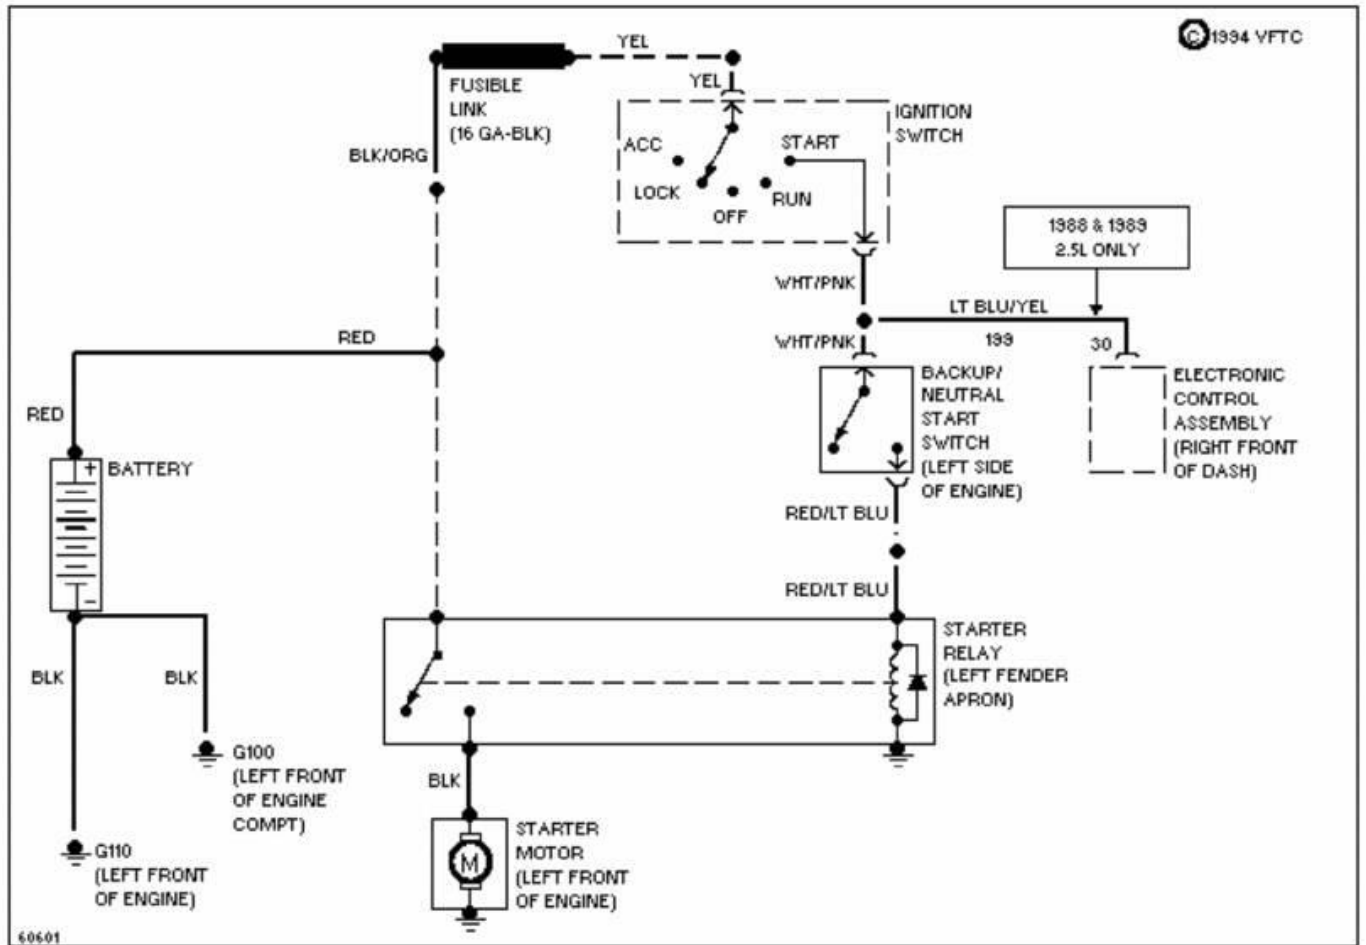 © 1994 VFTC
YEL
FUSIBLE
LINK
(16 GA-BLK)
YEL
IGNITION
SWITCH
BLK/ORG
ACC
START
LOCK
OFF
RUN
1988 & 1989
2.5L ONLY
WHT/PNK
LT BLU/YEL
199
30
WHT/PNK
RED
RED
BACKUP/
NEUTRAL
START
SWITCH
(LEFT SIDE
OF ENGINE)
ELECTRONIC
CONTROL
ASSEMBLY
(RIGHT FRONT
OF DASH)
+
BATTERY
−
RED/LT BLU
RED/LT BLU
STARTER
RELAY
(LEFT FENDER
APRON)
BLK
BLK
G100
(LEFT FRONT
OF ENGINE
COMPT)
BLK
G110
(LEFT FRONT
OF ENGINE)
M
STARTER
MOTOR
(LEFT FRONT
OF ENGINE)
60601